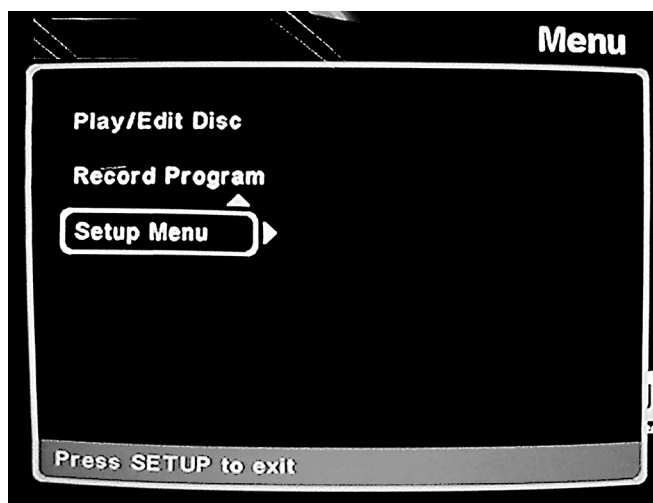 Menu
Play/Edit Disc
Record Program
Setup Menu
Press SETUP to exit